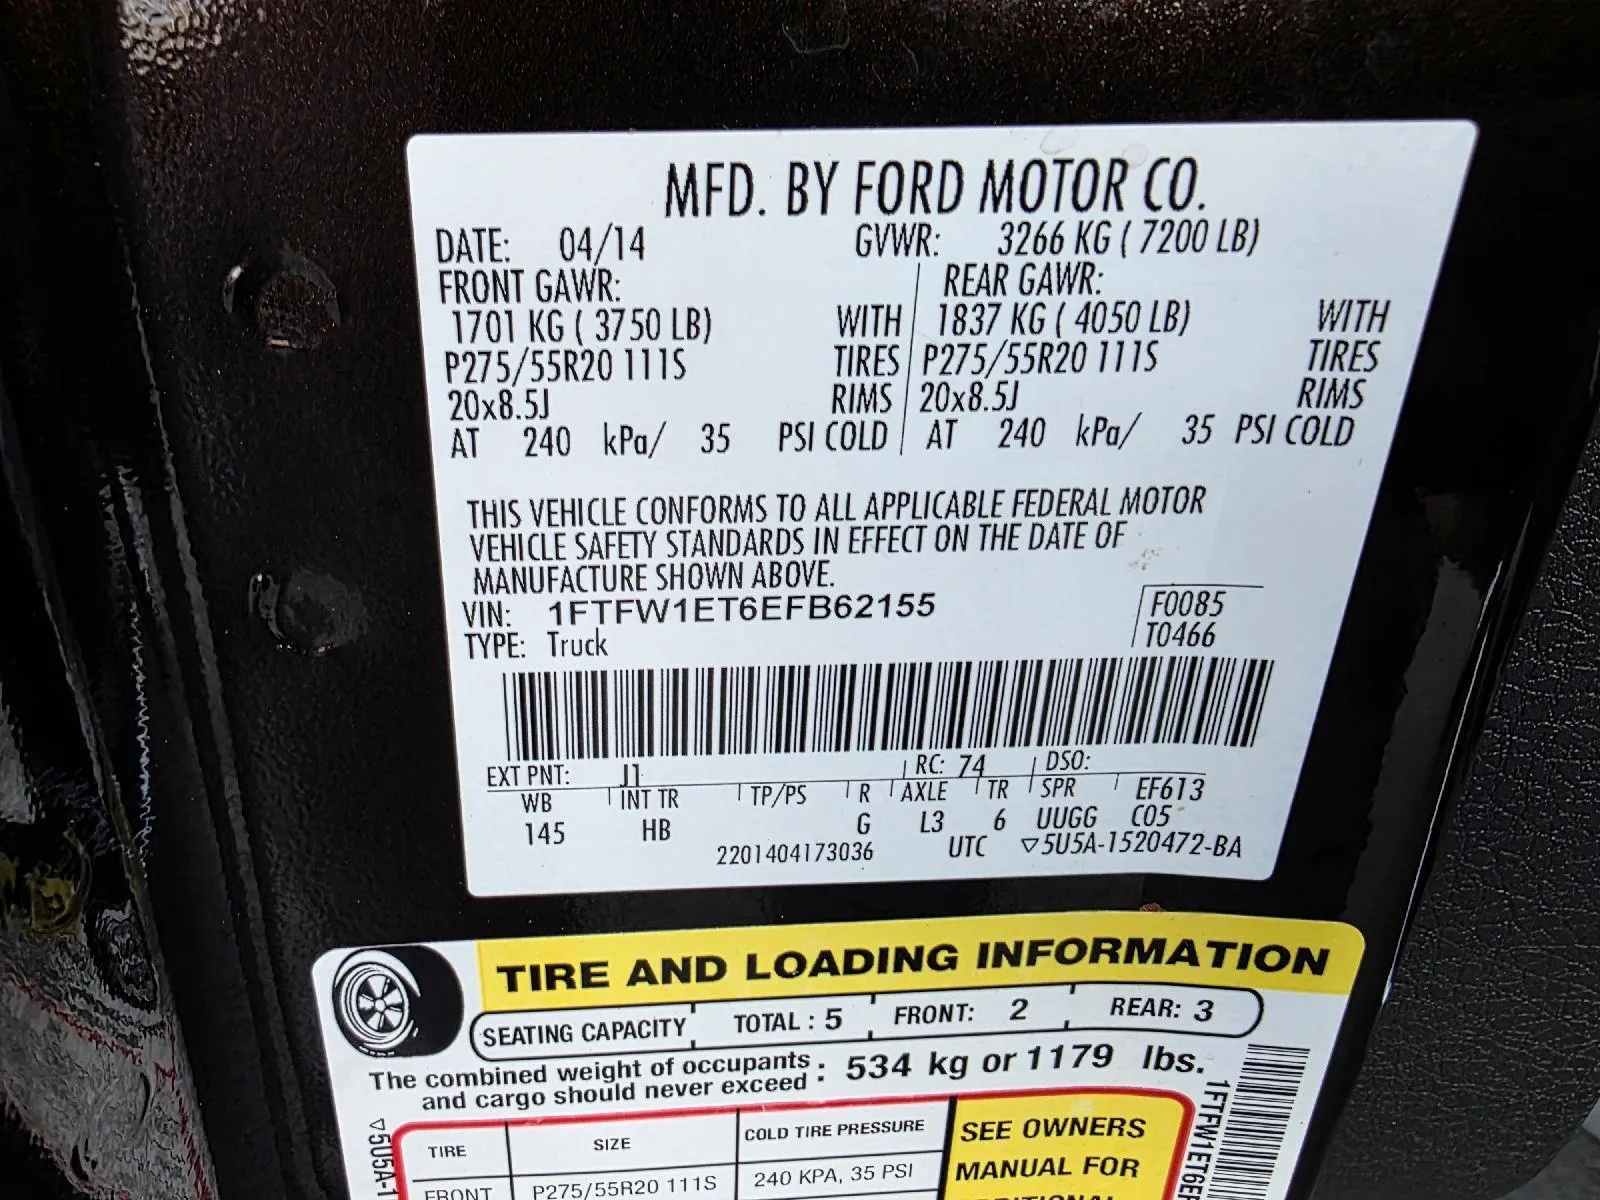 MFD. BY FORD MOTOR CO.
DATE: 04/14 GVWR: 3266 KG ( 7200 LB)
FRONT GAWR: REAR GAWR:
1701 KG ( 3750 LB) WITH 1837 KG ( 4050 LB) WITH
P275/55R20 111S TIRES P275/55R20 111S TIRES
20x8.5J RIMS 20x8.5J RIMS
AT 240 kPa/ 35 PSI COLD AT 240 kPa/ 35 PSI COLD
THIS VEHICLE CONFORMS TO ALL APPLICABLE FEDERAL MOTOR
VEHICLE SAFETY STANDARDS IN EFFECT ON THE DATE OF
MANUFACTURE SHOWN ABOVE.
VIN: 1FTFW1ET6EFB62155 F0085
TYPE: Truck T0466
EXT PNT: J1 RC: 74 DSO:
WB INT TR TP/PS R AXLE TR SPR EF613
145 HB G L3 6 UUGG C05
2201404173036 UTC ▽5U5A-1520472-BA
TIRE AND LOADING INFORMATION
SEATING CAPACITY TOTAL : 5 FRONT: 2 REAR: 3
The combined weight of occupants
and cargo should never exceed : 534 kg or 1179 lbs.
TIRE SIZE COLD TIRE PRESSURE SEE OWNERS
FRONT P275/55R20 111S 240 KPA, 35 PSI MANUAL FOR
ADDITIONAL
▽5U5A-1
1FTFW1ET6EF